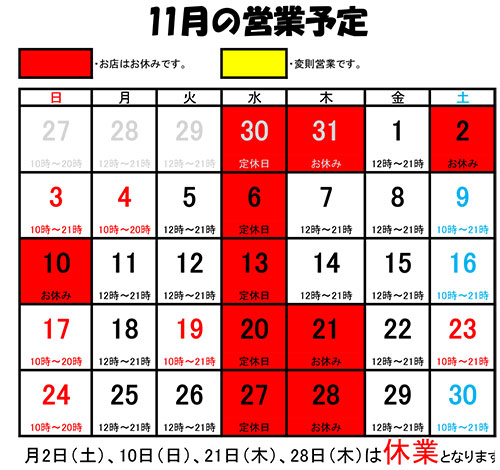 11月の営業予定
・お店はお休みです。 ・変則営業です。
日 月 火 水 木 金 土
27 28 29 30 31 1 2
10時～20時 12時～21時 12時～21時 定休日 お休み 12時～21時 お休み
3 4 5 6 7 8 9
10時～21時 10時～20時 12時～21時 定休日 12時～21時 12時～21時 10時～21時
10 11 12 13 14 15 16
お休み 12時～21時 12時～21時 定休日 12時～21時 12時～21時 10時～21時
17 18 19 20 21 22 23
10時～20時 12時～21時 10時～21時 定休日 お休み 12時～21時 10時～21時
24 25 26 27 28 29 30
10時～20時 12時～21時 12時～21時 定休日 お休み 12時～21時 10時～21時
月2日（土）、10日（日）、21日（木）、28日（木）は休業となります